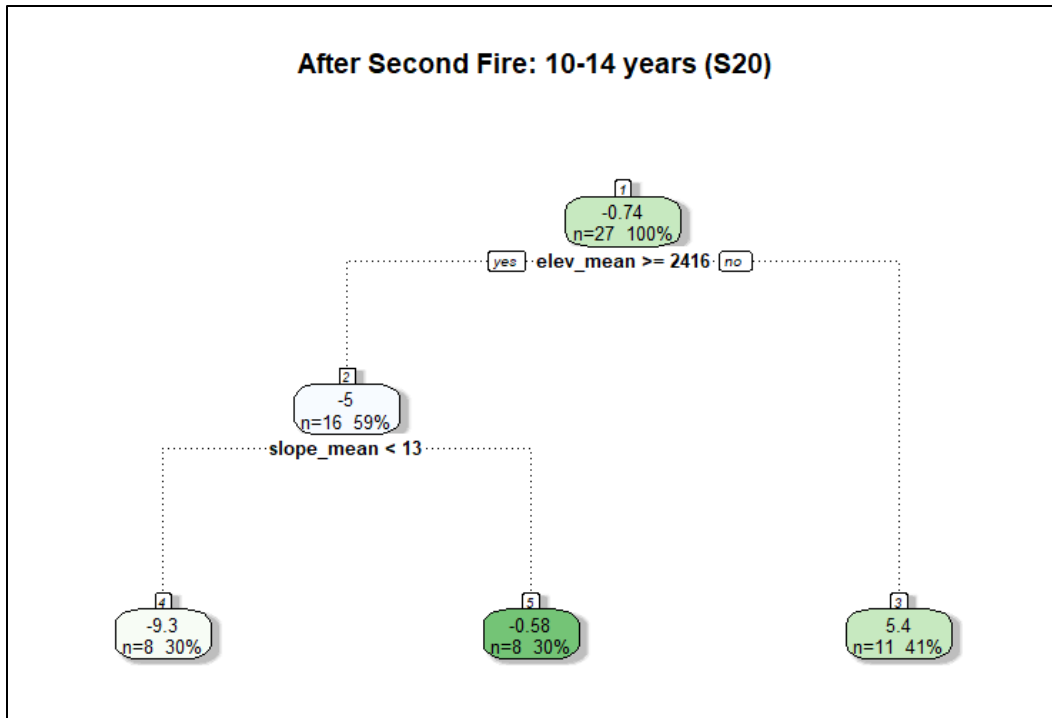 After Second Fire: 10-14 years (S20)
1
-0.74
n=27 100%
yes elev_mean >= 2416 no
2
-5
n=16 59%
slope_mean < 13
4
-9.3
n=8 30%
5
-0.58
n=8 30%
3
5.4
n=11 41%